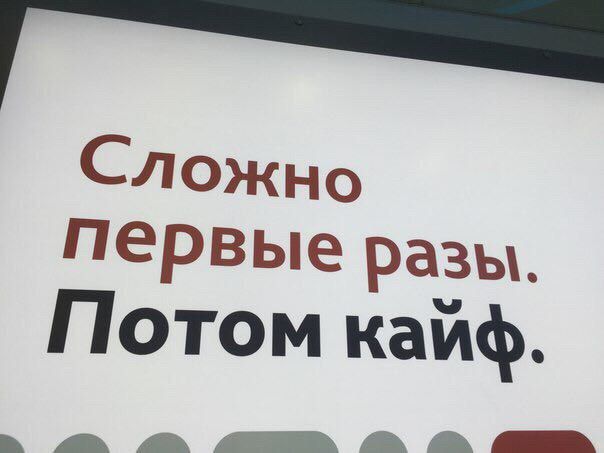 Сложно
первые разы.
Потом кайф.